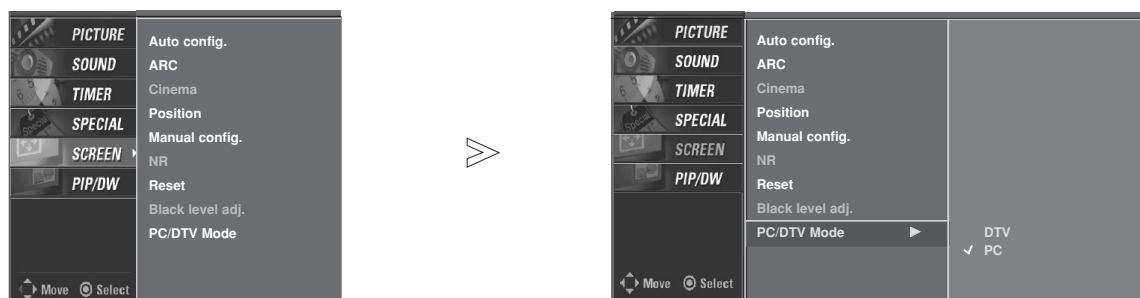 PICTURE
SOUND
TIMER
SPECIAL
SCREEN
PIP/DW
Move Select
Auto config.
ARC
Cinema
Position
Manual config.
NR
Reset
Black level adj.
PC/DTV Mode
PICTURE
SOUND
TIMER
SPECIAL
SCREEN
PIP/DW
Move Select
Auto config.
ARC
Cinema
Position
Manual config.
NR
Reset
Black level adj.
PC/DTV Mode
DTV
PC